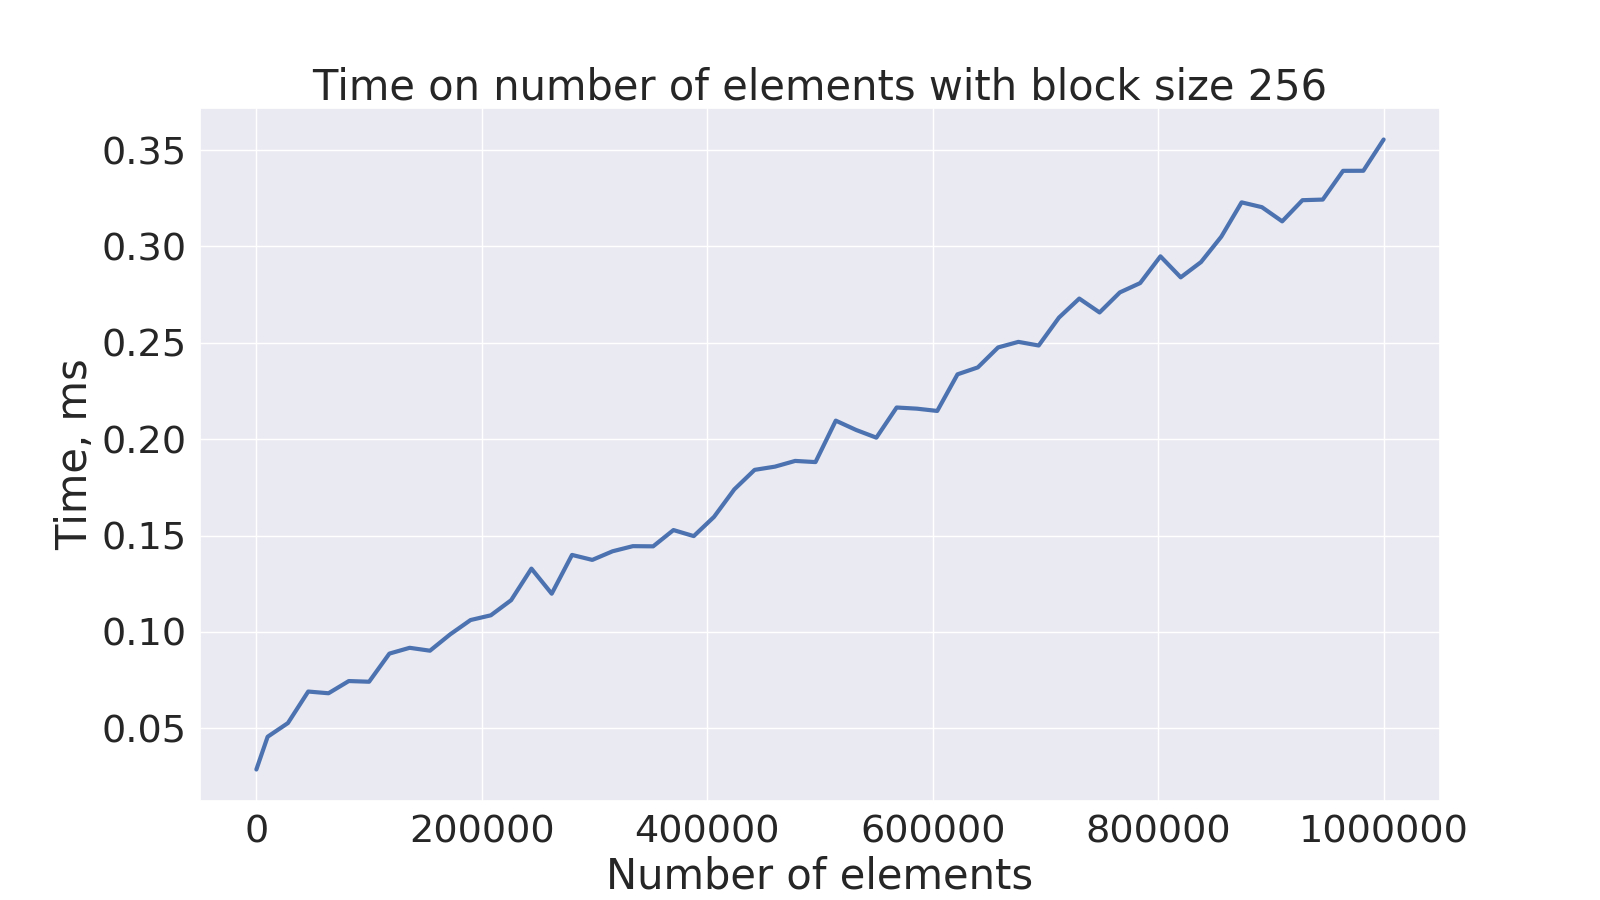 Time on number of elements with block size 256
0.35
0.30
0.25
0.20
0.15
0.10
0.05
Time, ms
0 200000 400000 600000 800000 1000000
Number of elements